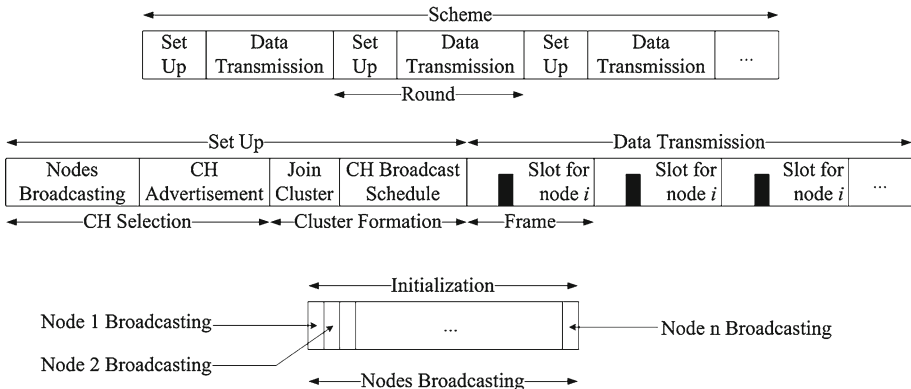 Scheme
Set Up
Data Transmission
Set Up
Data Transmission
Set Up
Data Transmission
...
Round
Set Up
Data Transmission
Nodes Broadcasting
CH Advertisement
Join Cluster
CH Broadcast Schedule
Slot for node i
Slot for node i
Slot for node i
...
CH Selection
Cluster Formation
Frame
Initialization
Node 1 Broadcasting
...
Node n Broadcasting
Node 2 Broadcasting
Nodes Broadcasting